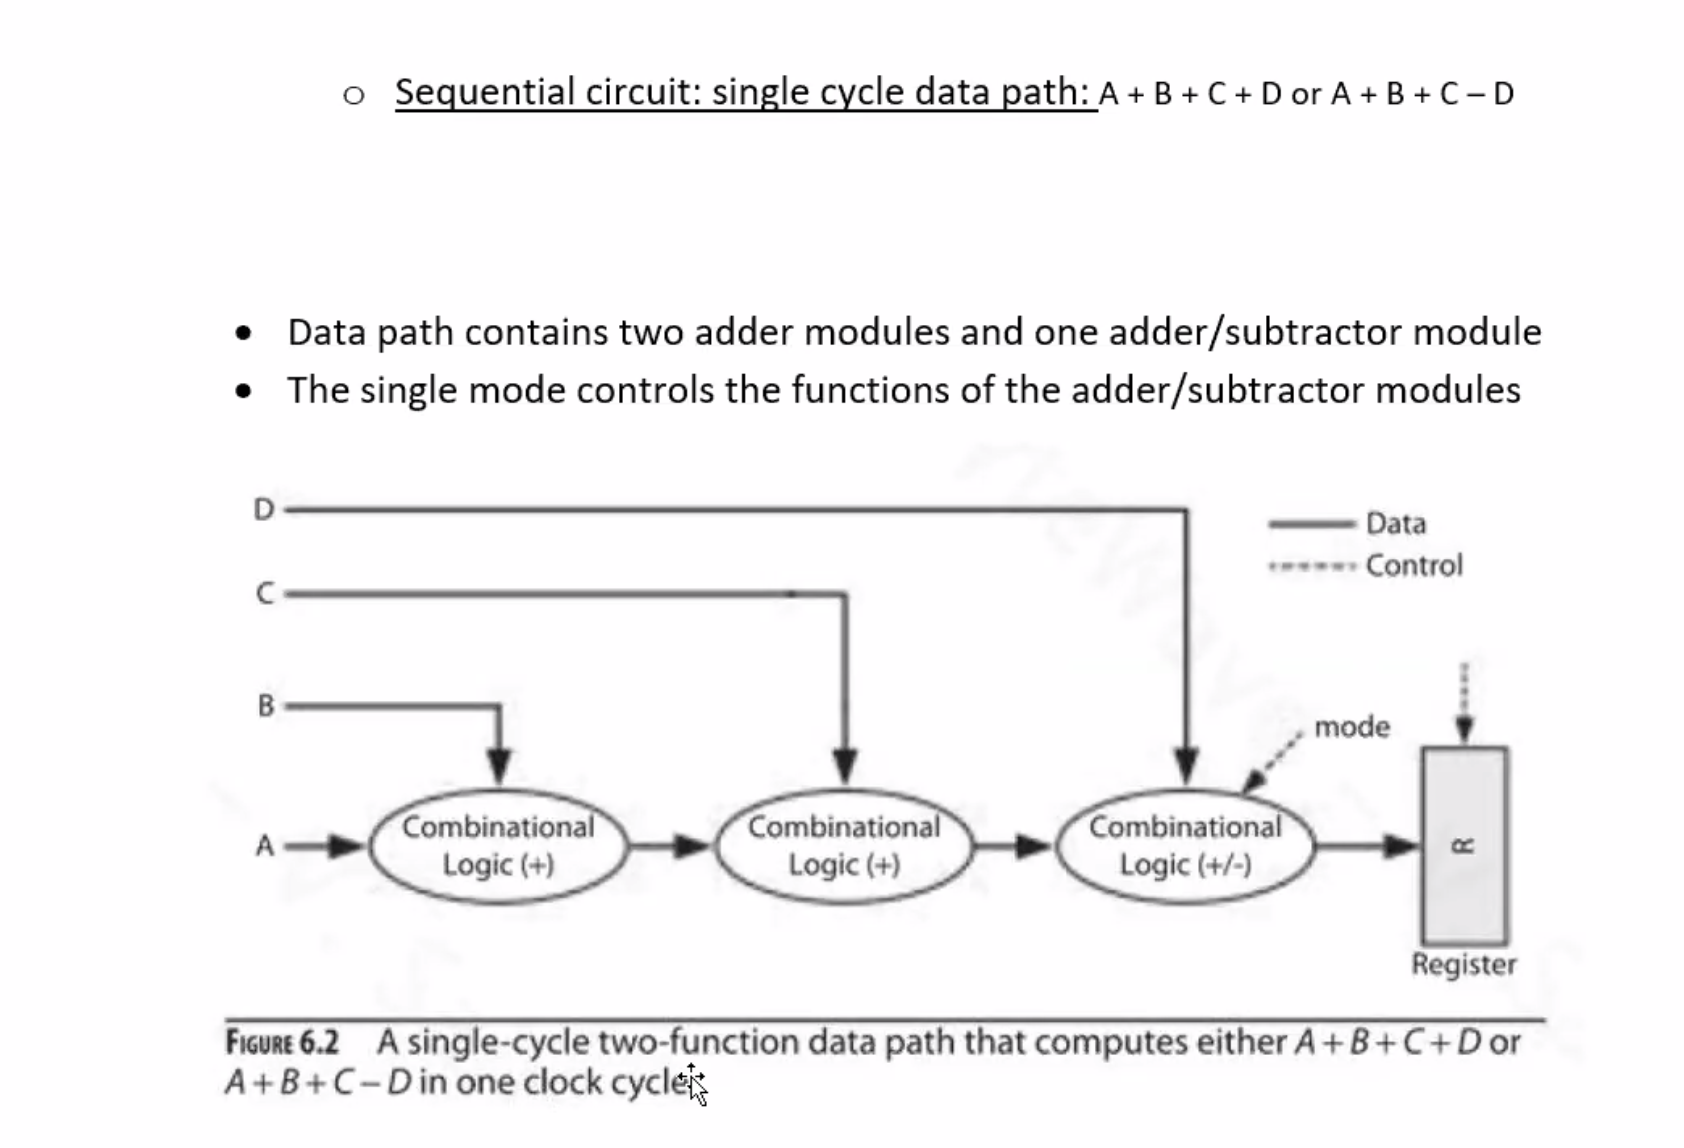 Sequential circuit: single cycle data path: A + B + C + D or A + B + C – D
Data path contains two adder modules and one adder/subtractor module
The single mode controls the functions of the adder/subtractor modules
D
Data
Control
C
B
mode
A
Combinational
Logic (+)
Combinational
Logic (+)
Combinational
Logic (+/-)
R
Register
FIGURE 6.2 A single-cycle two-function data path that computes either A+B+C+D or
A+B+C–D in one clock cycle